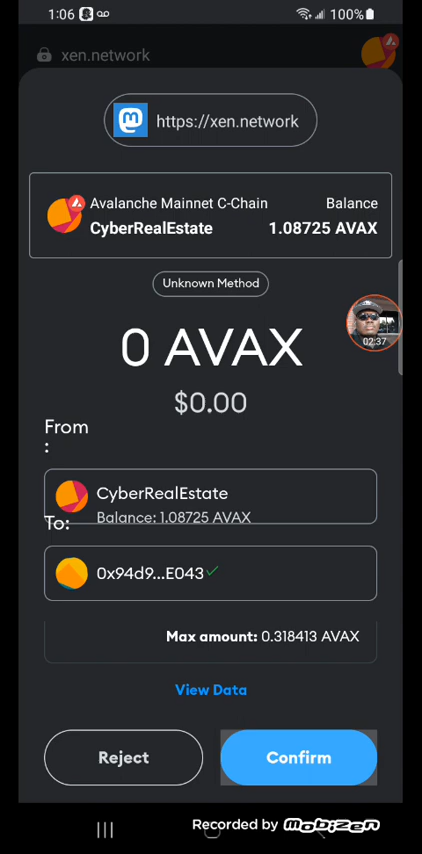 1:06 100%
xen.network
https://xen.network
Avalanche Mainnet C-Chain Balance
CyberRealEstate 1.08725 AVAX
Unknown Method
0 AVAX
02:37
$0.00
From
:
CyberRealEstate
Balance: 1.08725 AVAX
To:
0x94d9...E043
Max amount: 0.318413 AVAX
View Data
Reject Confirm
Recorded by mobizen